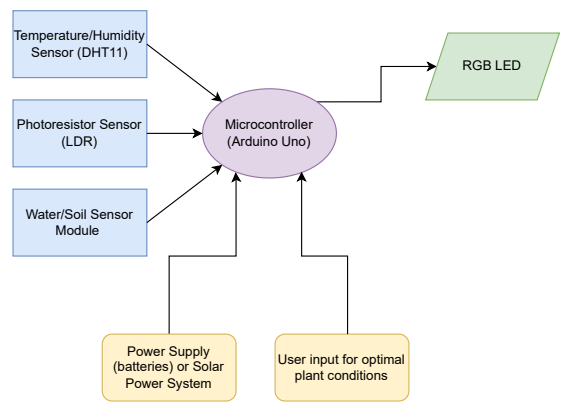 Temperature/Humidity
Sensor (DHT11)
RGB LED
Photoresistor Sensor
(LDR)
Microcontroller
(Arduino Uno)
Water/Soil Sensor
Module
Power Supply
(batteries) or Solar
Power System
User input for optimal
plant conditions